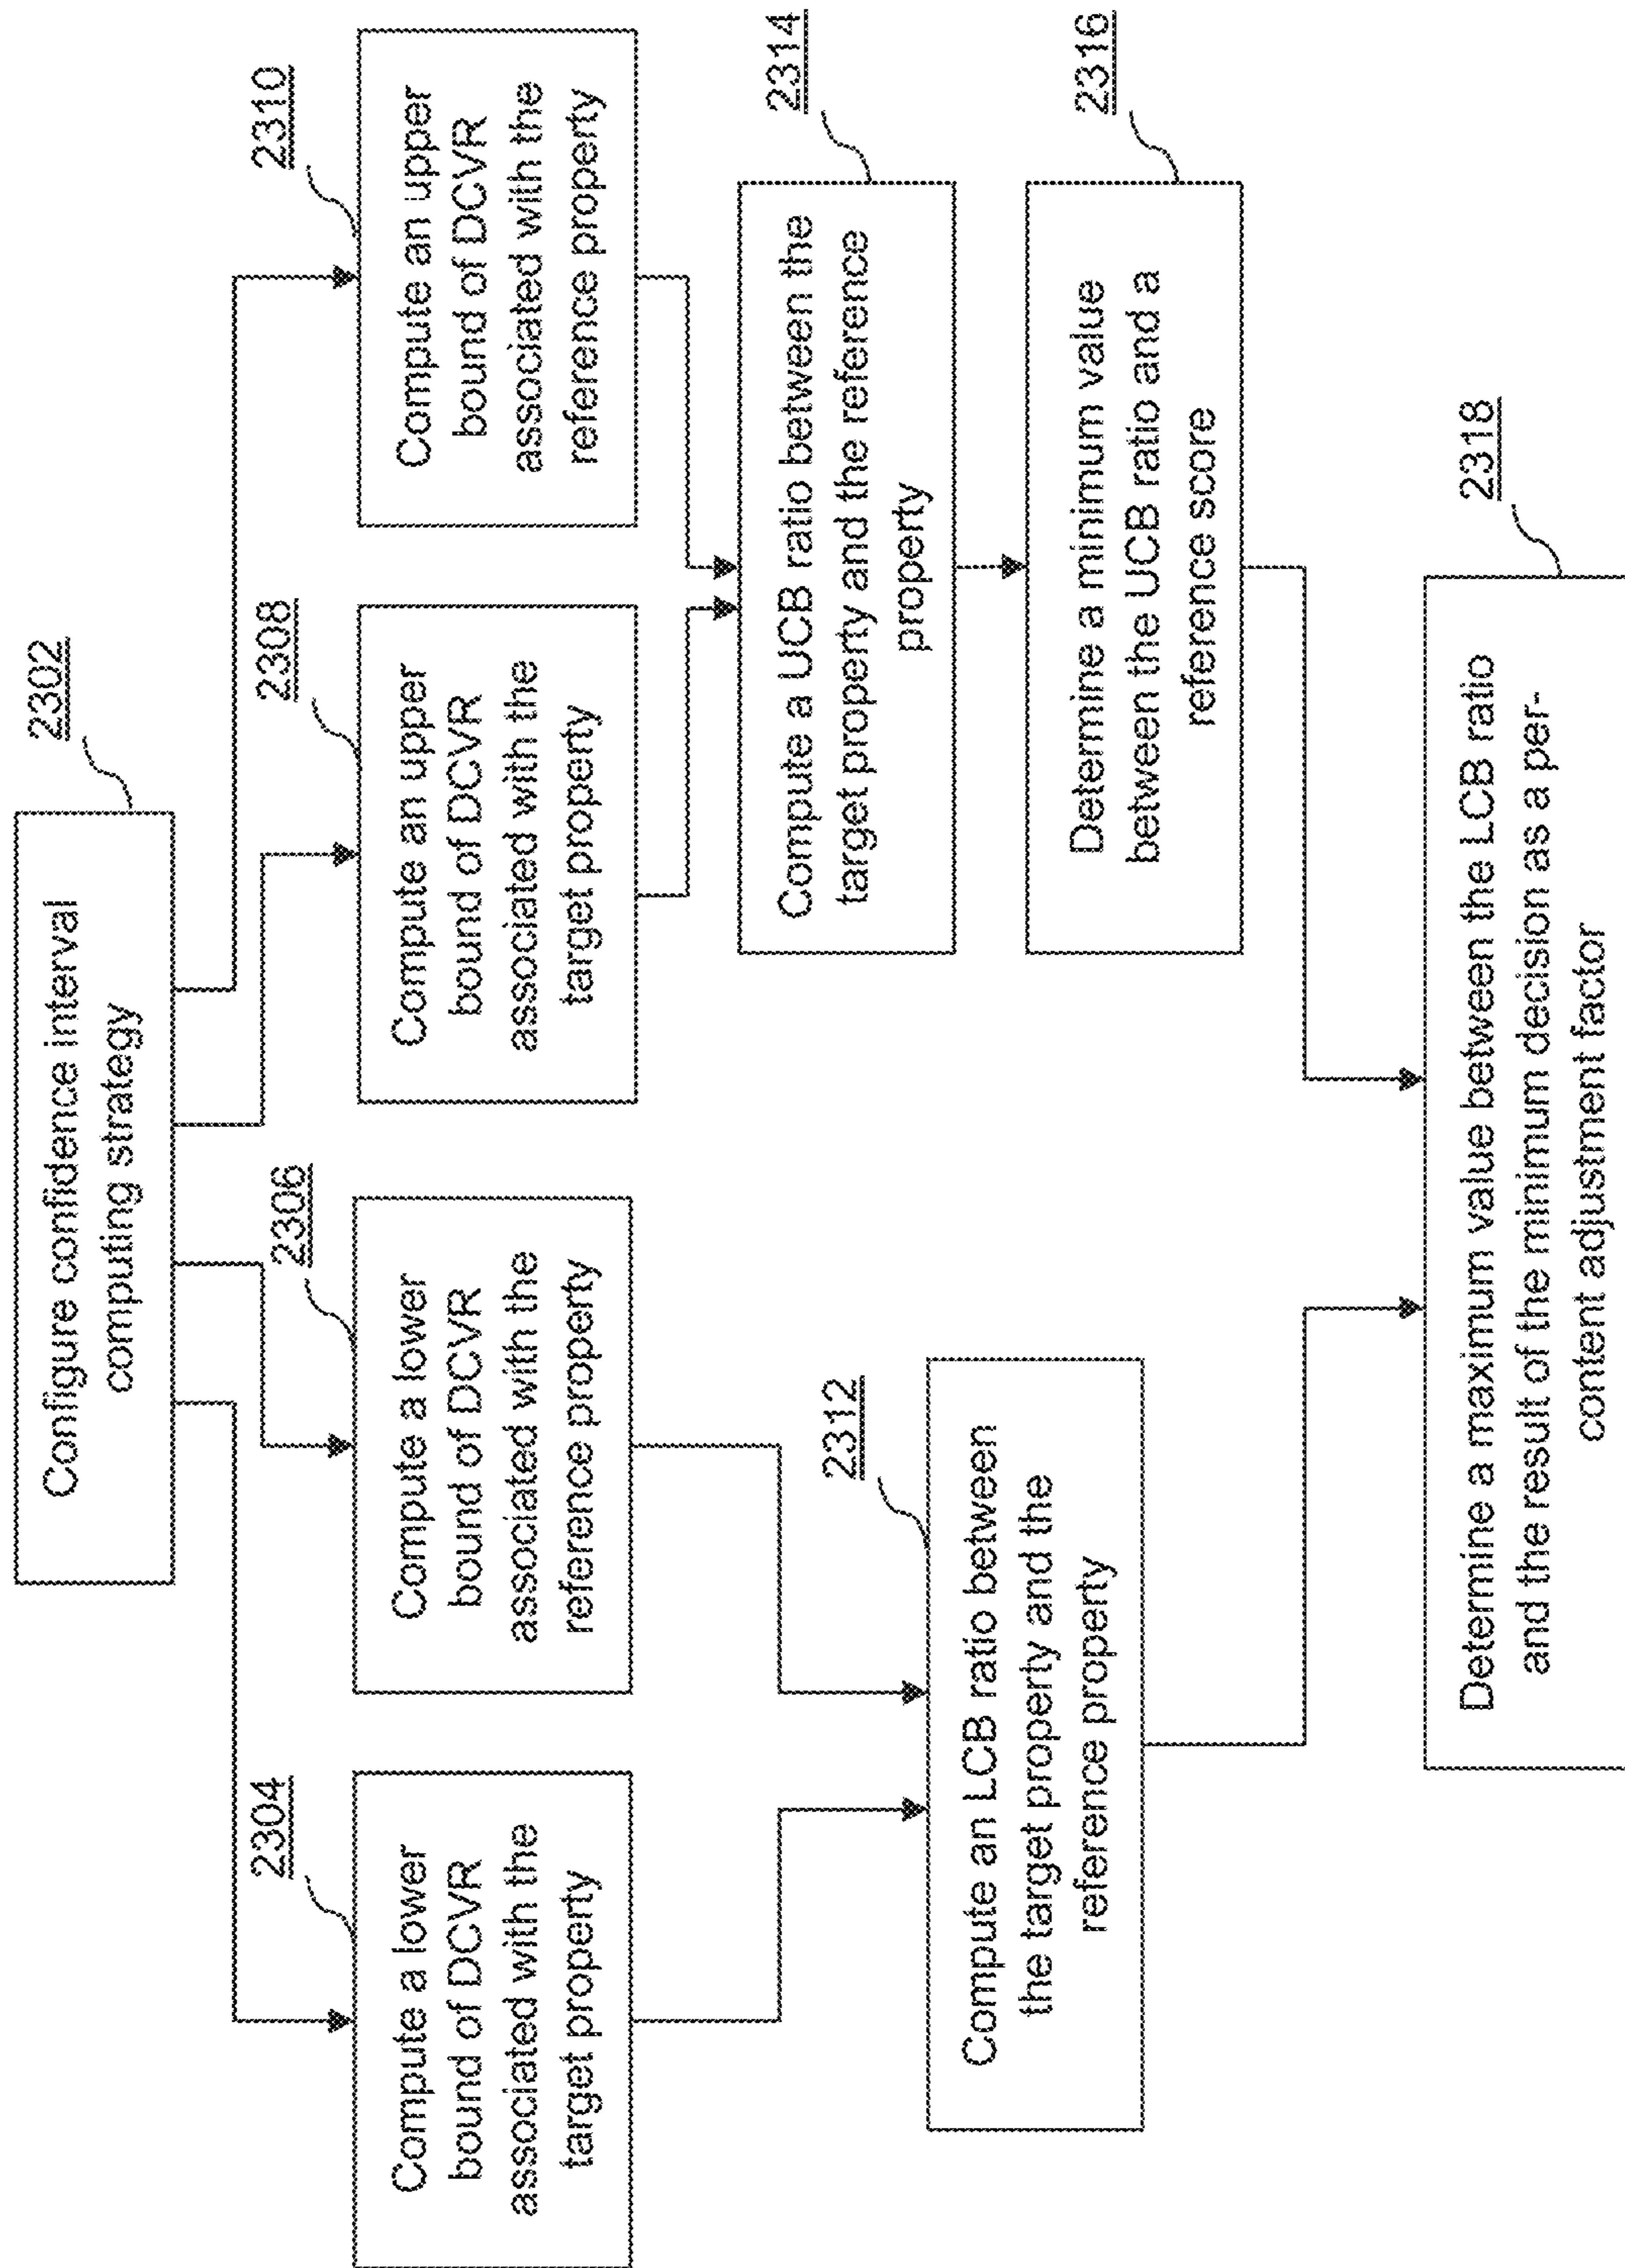 2302
Configure confidence interval
computing strategy
2304
Compute a lower
bound of DCVR
associated with the
target property
2306
Compute a lower
bound of DCVR
associated with the
reference property
2308
Compute an upper
bound of DCVR
associated with the
target property
2310
Compute an upper
bound of DCVR
associated with the
reference property
2312
Compute an LCB ratio between
the target property and the
reference property
2314
Compute a UCB ratio between the
target property and the reference
property
2316
Determine a minimum value
between the UCB ratio and a
reference score
2318
Determine a maximum value between the LCB ratio
and the result of the minimum decision as a per-
content adjustment factor